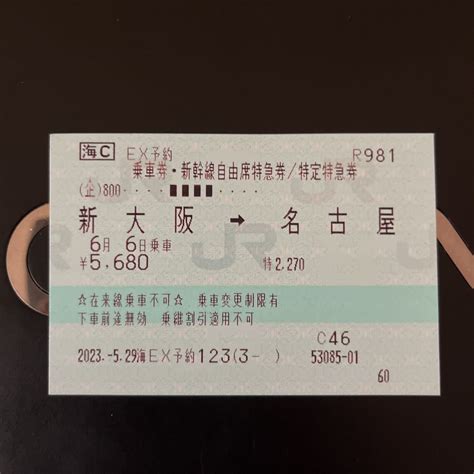 海C EX予約 R981
乗車券・新幹線自由席特急券/特定特急券
(企)800・・・・■■■■・・・・
新大阪 → 名古屋
6月 6日乗車
¥5,680 特2,270
☆在来線乗車不可☆ 乗車変更制限有
下車前途無効 乗継割引適用不可
C46
2023.-5.29海EX予約123(3- ) 53085-01
60